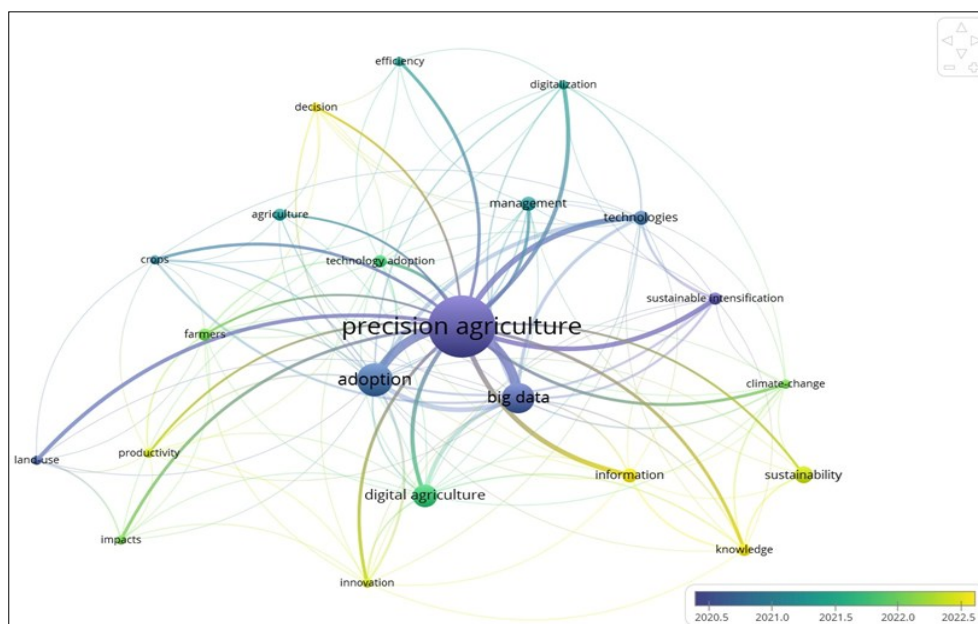 efficiency
digitalization
decision
management
agriculture
technologies
crops
technology adoption
sustainable intensification
precision agriculture
farmers
adoption
climate-change
big data
productivity
land-use
information
sustainability
digital agriculture
impacts
knowledge
innovation
2020.5 2021.0 2021.5 2022.0 2022.5